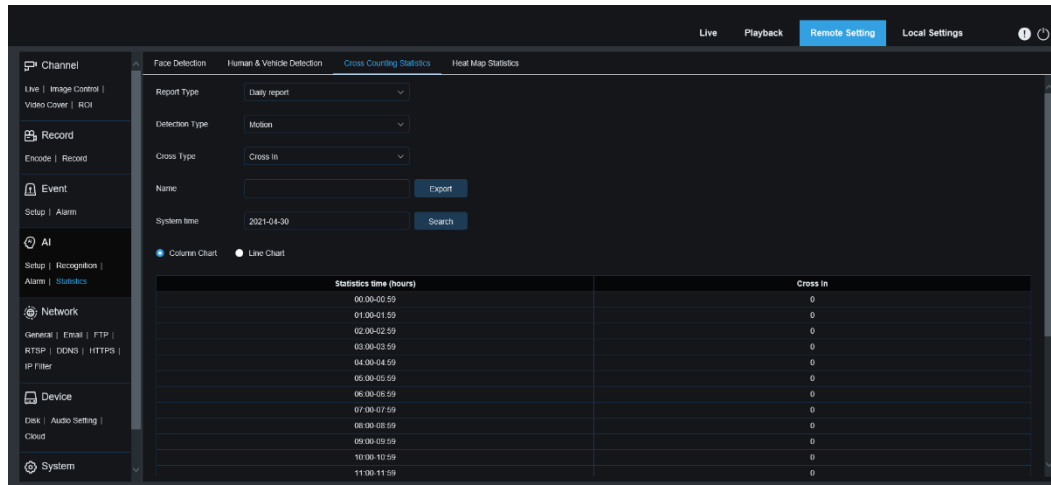 Live Playback Remote Setting Local Settings
Channel
Live | Image Control |
Video Cover | ROI
Record
Encode | Record
Event
Setup | Alarm
AI
Setup | Recognition |
Alarm | Statistics
Network
General | Email | FTP |
RTSP | DDNS | HTTPS |
IP Filter
Device
Disk | Audio Setting |
Cloud
System
Face Detection Human & Vehicle Detection Cross Counting Statistics Heat Map Statistics
Report Type Daily report
Detection Type Motion
Cross Type Cross In
Name Export
System time 2021-04-30 Search
Column Chart Line Chart
Statistics time (hours) Cross In
00:00-00:59 0
01:00-01:59 0
02:00-02:59 0
03:00-03:59 0
04:00-04:59 0
05:00-05:59 0
06:00-06:59 0
07:00-07:59 0
08:00-08:59 0
09:00-09:59 0
10:00-10:59 0
11:00-11:59 0